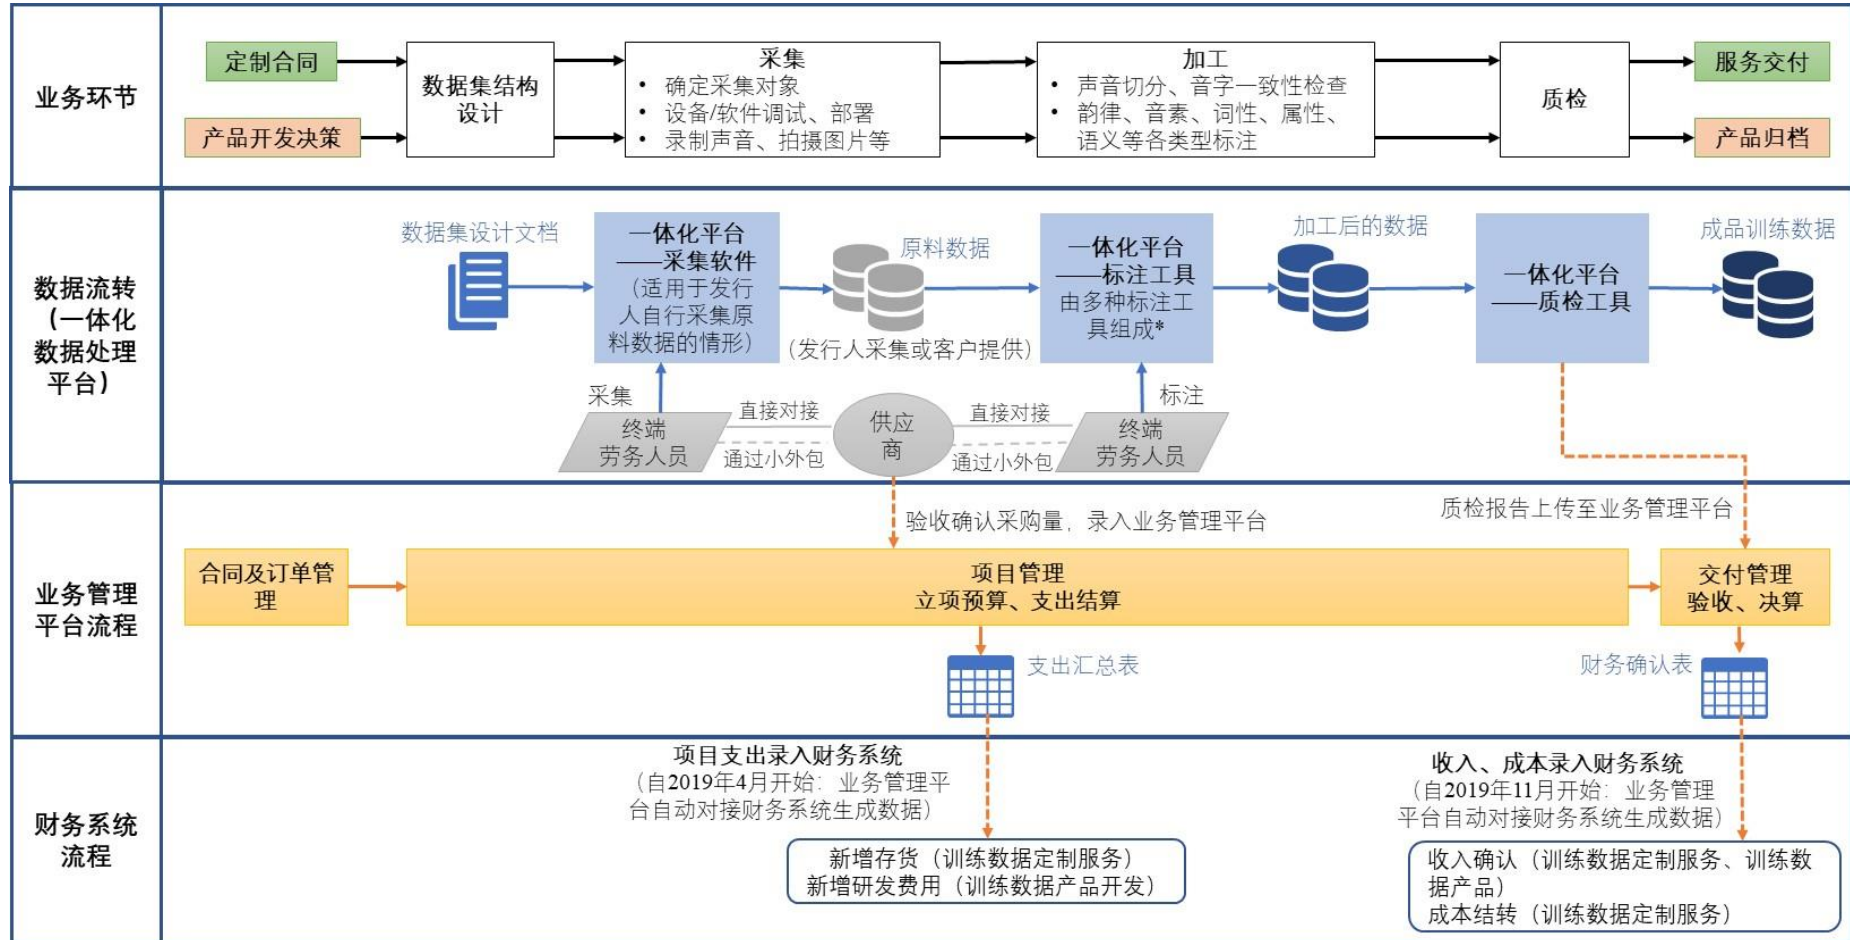 业务环节
定制合同
产品开发决策
数据集结构
设计
采集
• 确定采集对象
• 设备/软件调试、部署
• 录制声音、拍摄图片等
加工
• 声音切分、音字一致性检查
• 韵律、音素、词性、属性、
语义等各类型标注
质检
服务交付
产品归档
数据流转
（一体化
数据处理
平台）
数据集设计文档
一体化平台
——采集软件
（适用于发行
人自行采集原
料数据的情形）
原料数据
（发行人采集或客户提供）
一体化平台
——标注工具
由多种标注工
具组成*
加工后的数据
一体化平台
——质检工具
成品训练数据
采集
终端
劳务人员
直接对接
通过小外包
供应
商
直接对接
通过小外包
标注
终端
劳务人员
业务管理
平台流程
验收确认采购量，录入业务管理平台
质检报告上传至业务管理平台
合同及订单管
理
项目管理
立项预算、支出结算
交付管理
验收、决算
支出汇总表
财务确认表
财务系统
流程
项目支出录入财务系统
（自2019年4月开始：业务管理平
台自动对接财务系统生成数据）
新增存货（训练数据定制服务）
新增研发费用（训练数据产品开发）
收入、成本录入财务系统
（自2019年11月开始：业务管理
平台自动对接财务系统生成数据）
收入确认（训练数据定制服务、训练数
据产品）
成本结转（训练数据定制服务）